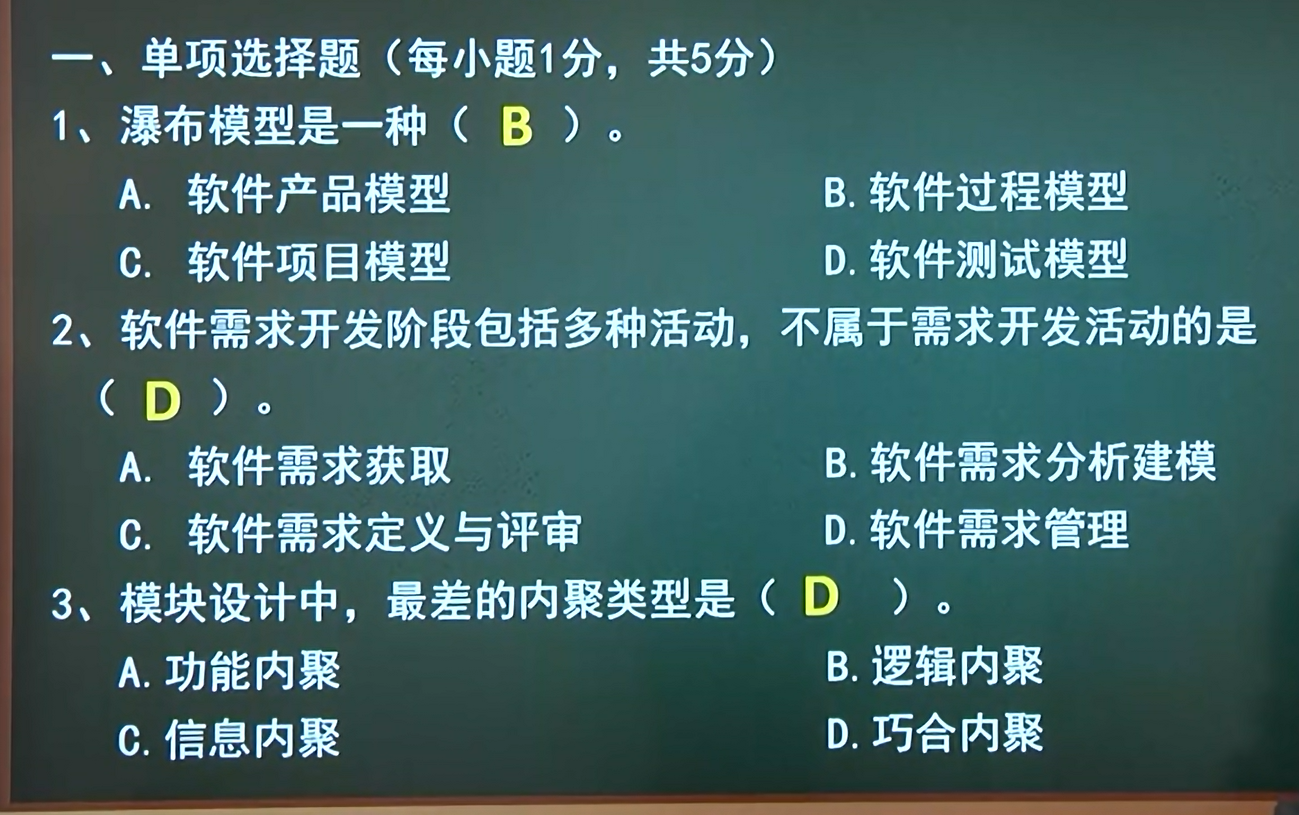 一、单项选择题（每小题1分，共5分）
1、瀑布模型是一种（ B ）。
A. 软件产品模型 B.软件过程模型
C. 软件项目模型 D.软件测试模型
2、软件需求开发阶段包括多种活动，不属于需求开发活动的是
（ D ）。
A. 软件需求获取 B.软件需求分析建模
C. 软件需求定义与评审 D.软件需求管理
3、模块设计中，最差的内聚类型是（ D ）。
A.功能内聚 B.逻辑内聚
C.信息内聚 D.巧合内聚